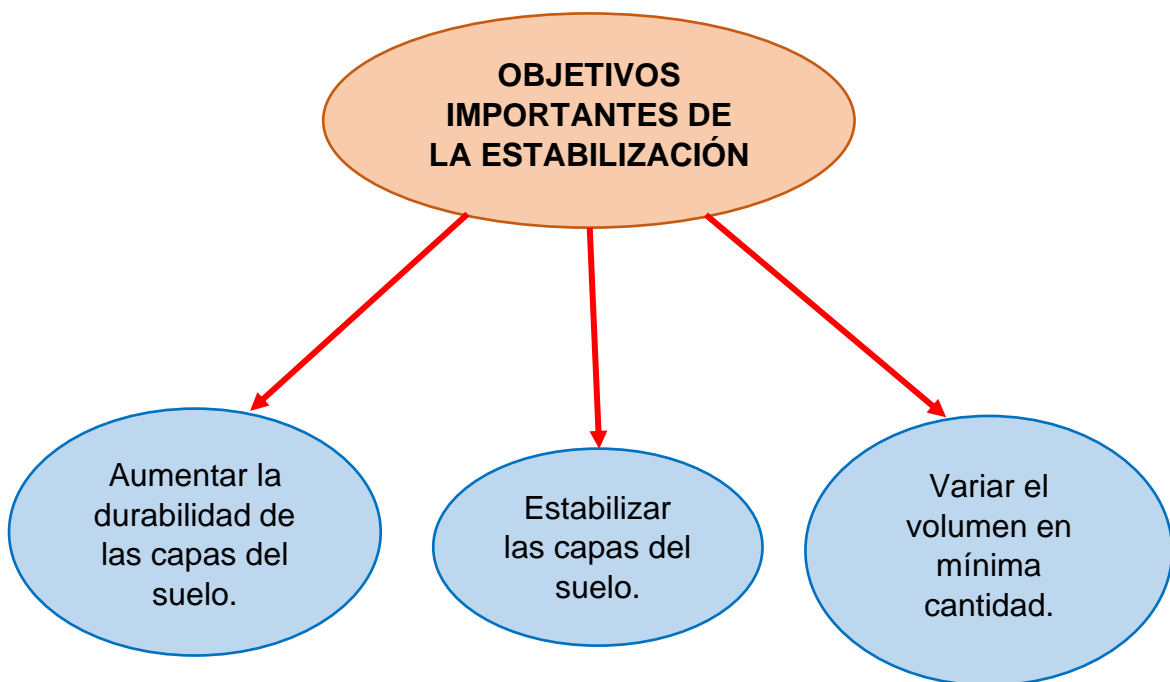 OBJETIVOS
IMPORTANTES DE
LA ESTABILIZACIÓN
Aumentar la
durabilidad de
las capas del
suelo.
Estabilizar
las capas del
suelo.
Variar el
volumen en
mínima
cantidad.